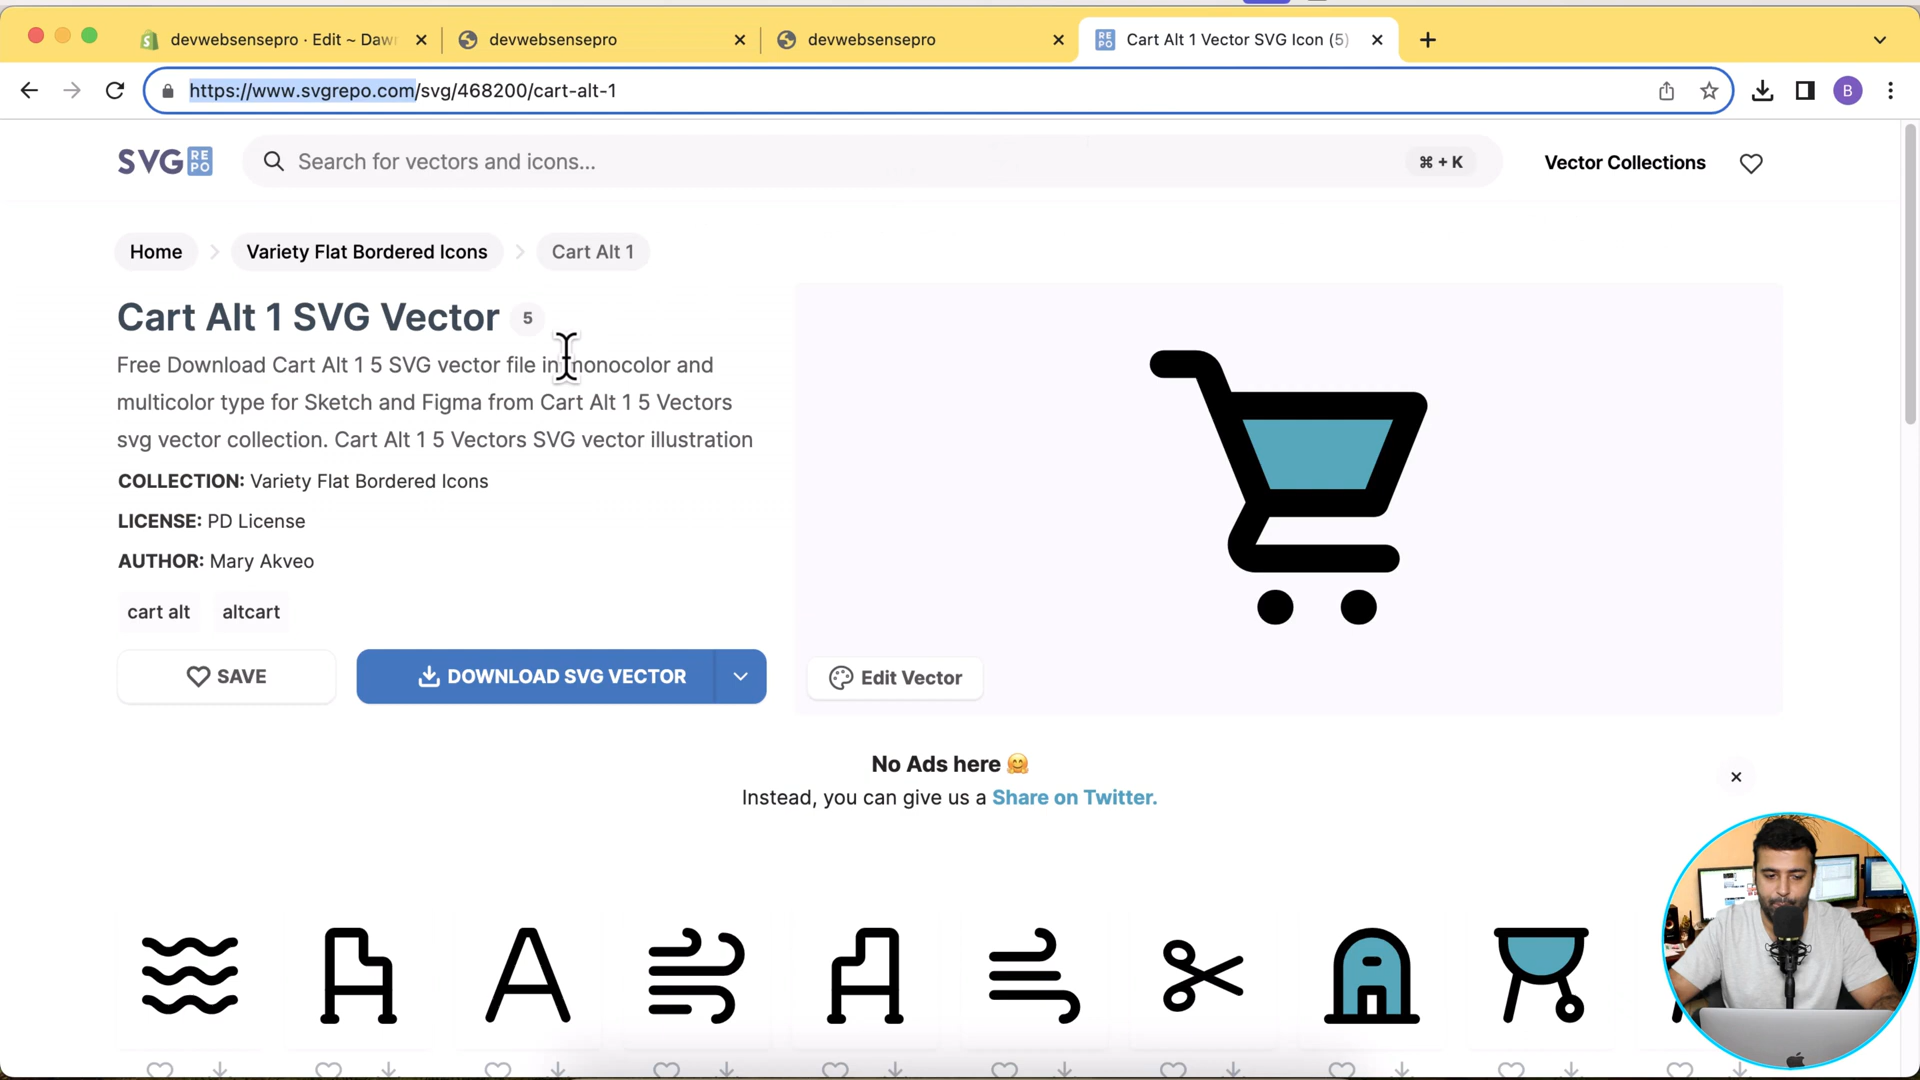 devwebsensepro · Edit ~ Daw
devwebsensepro
devwebsensepro
Cart Alt 1 Vector SVG Icon (5)
https://www.svgrepo.com/svg/468200/cart-alt-1
B
SVG REPO
Search for vectors and icons...
⌘ + K
Vector Collections
Home
Variety Flat Bordered Icons
Cart Alt 1
Cart Alt 1 SVG Vector 5
Free Download Cart Alt 1 5 SVG vector file in monocolor and
multicolor type for Sketch and Figma from Cart Alt 1 5 Vectors
svg vector collection. Cart Alt 1 5 Vectors SVG vector illustration
COLLECTION: Variety Flat Bordered Icons
LICENSE: PD License
AUTHOR: Mary Akveo
cart alt
altcart
SAVE
DOWNLOAD SVG VECTOR
Edit Vector
No Ads here 🤗
Instead, you can give us a Share on Twitter.